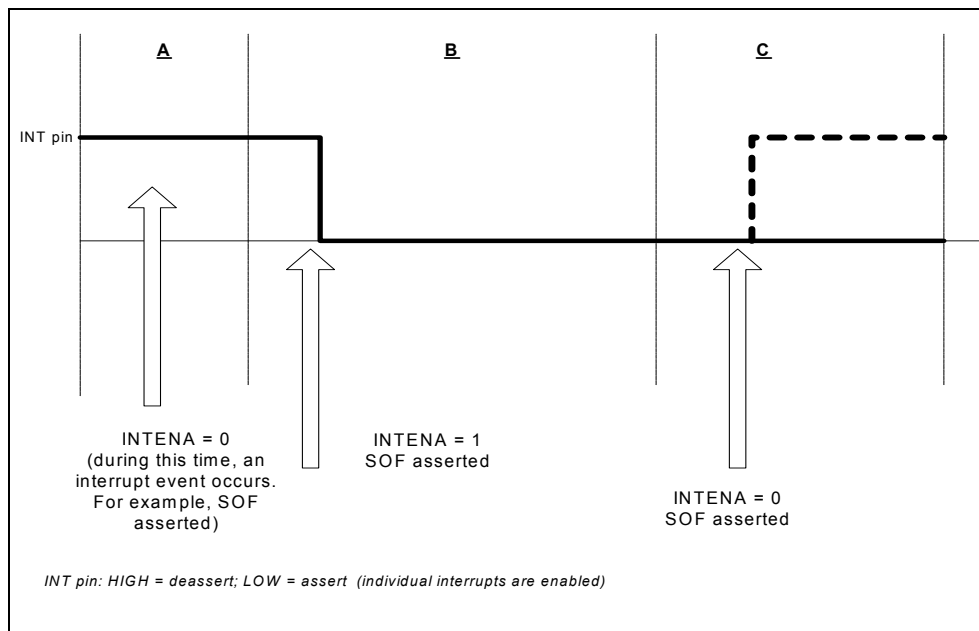 A
B
C
INT pin
INTENA = 0
(during this time, an
interrupt event occurs.
For example, SOF
asserted)
INTENA = 1
SOF asserted
INTENA = 0
SOF asserted
INT pin: HIGH = deassert; LOW = assert (individual interrupts are enabled)